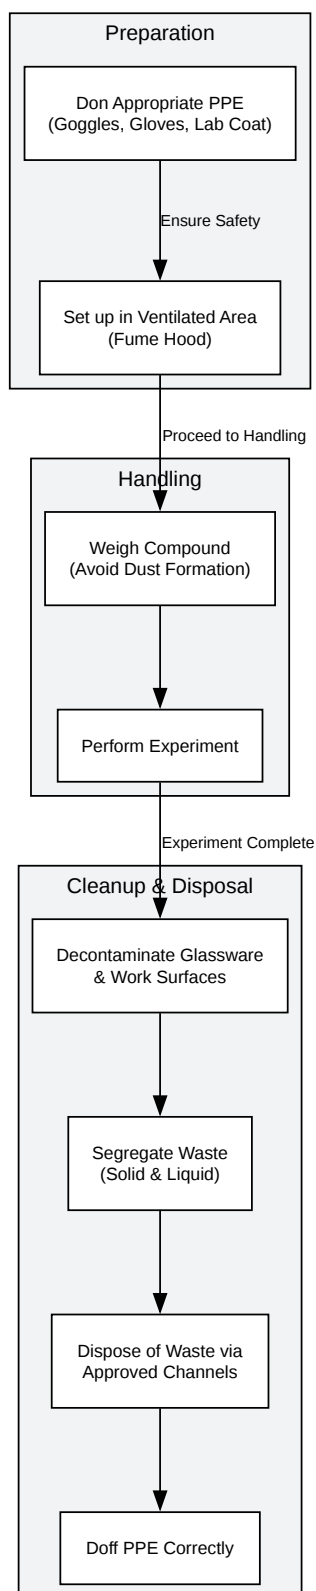 Preparation
Don Appropriate PPE
(Goggles, Gloves, Lab Coat)
Ensure Safety
Set up in Ventilated Area
(Fume Hood)
Proceed to Handling
Handling
Weigh Compound
(Avoid Dust Formation)
Perform Experiment
Experiment Complete
Cleanup & Disposal
Decontaminate Glassware
& Work Surfaces
Segregate Waste
(Solid & Liquid)
Dispose of Waste via
Approved Channels
Doff PPE Correctly